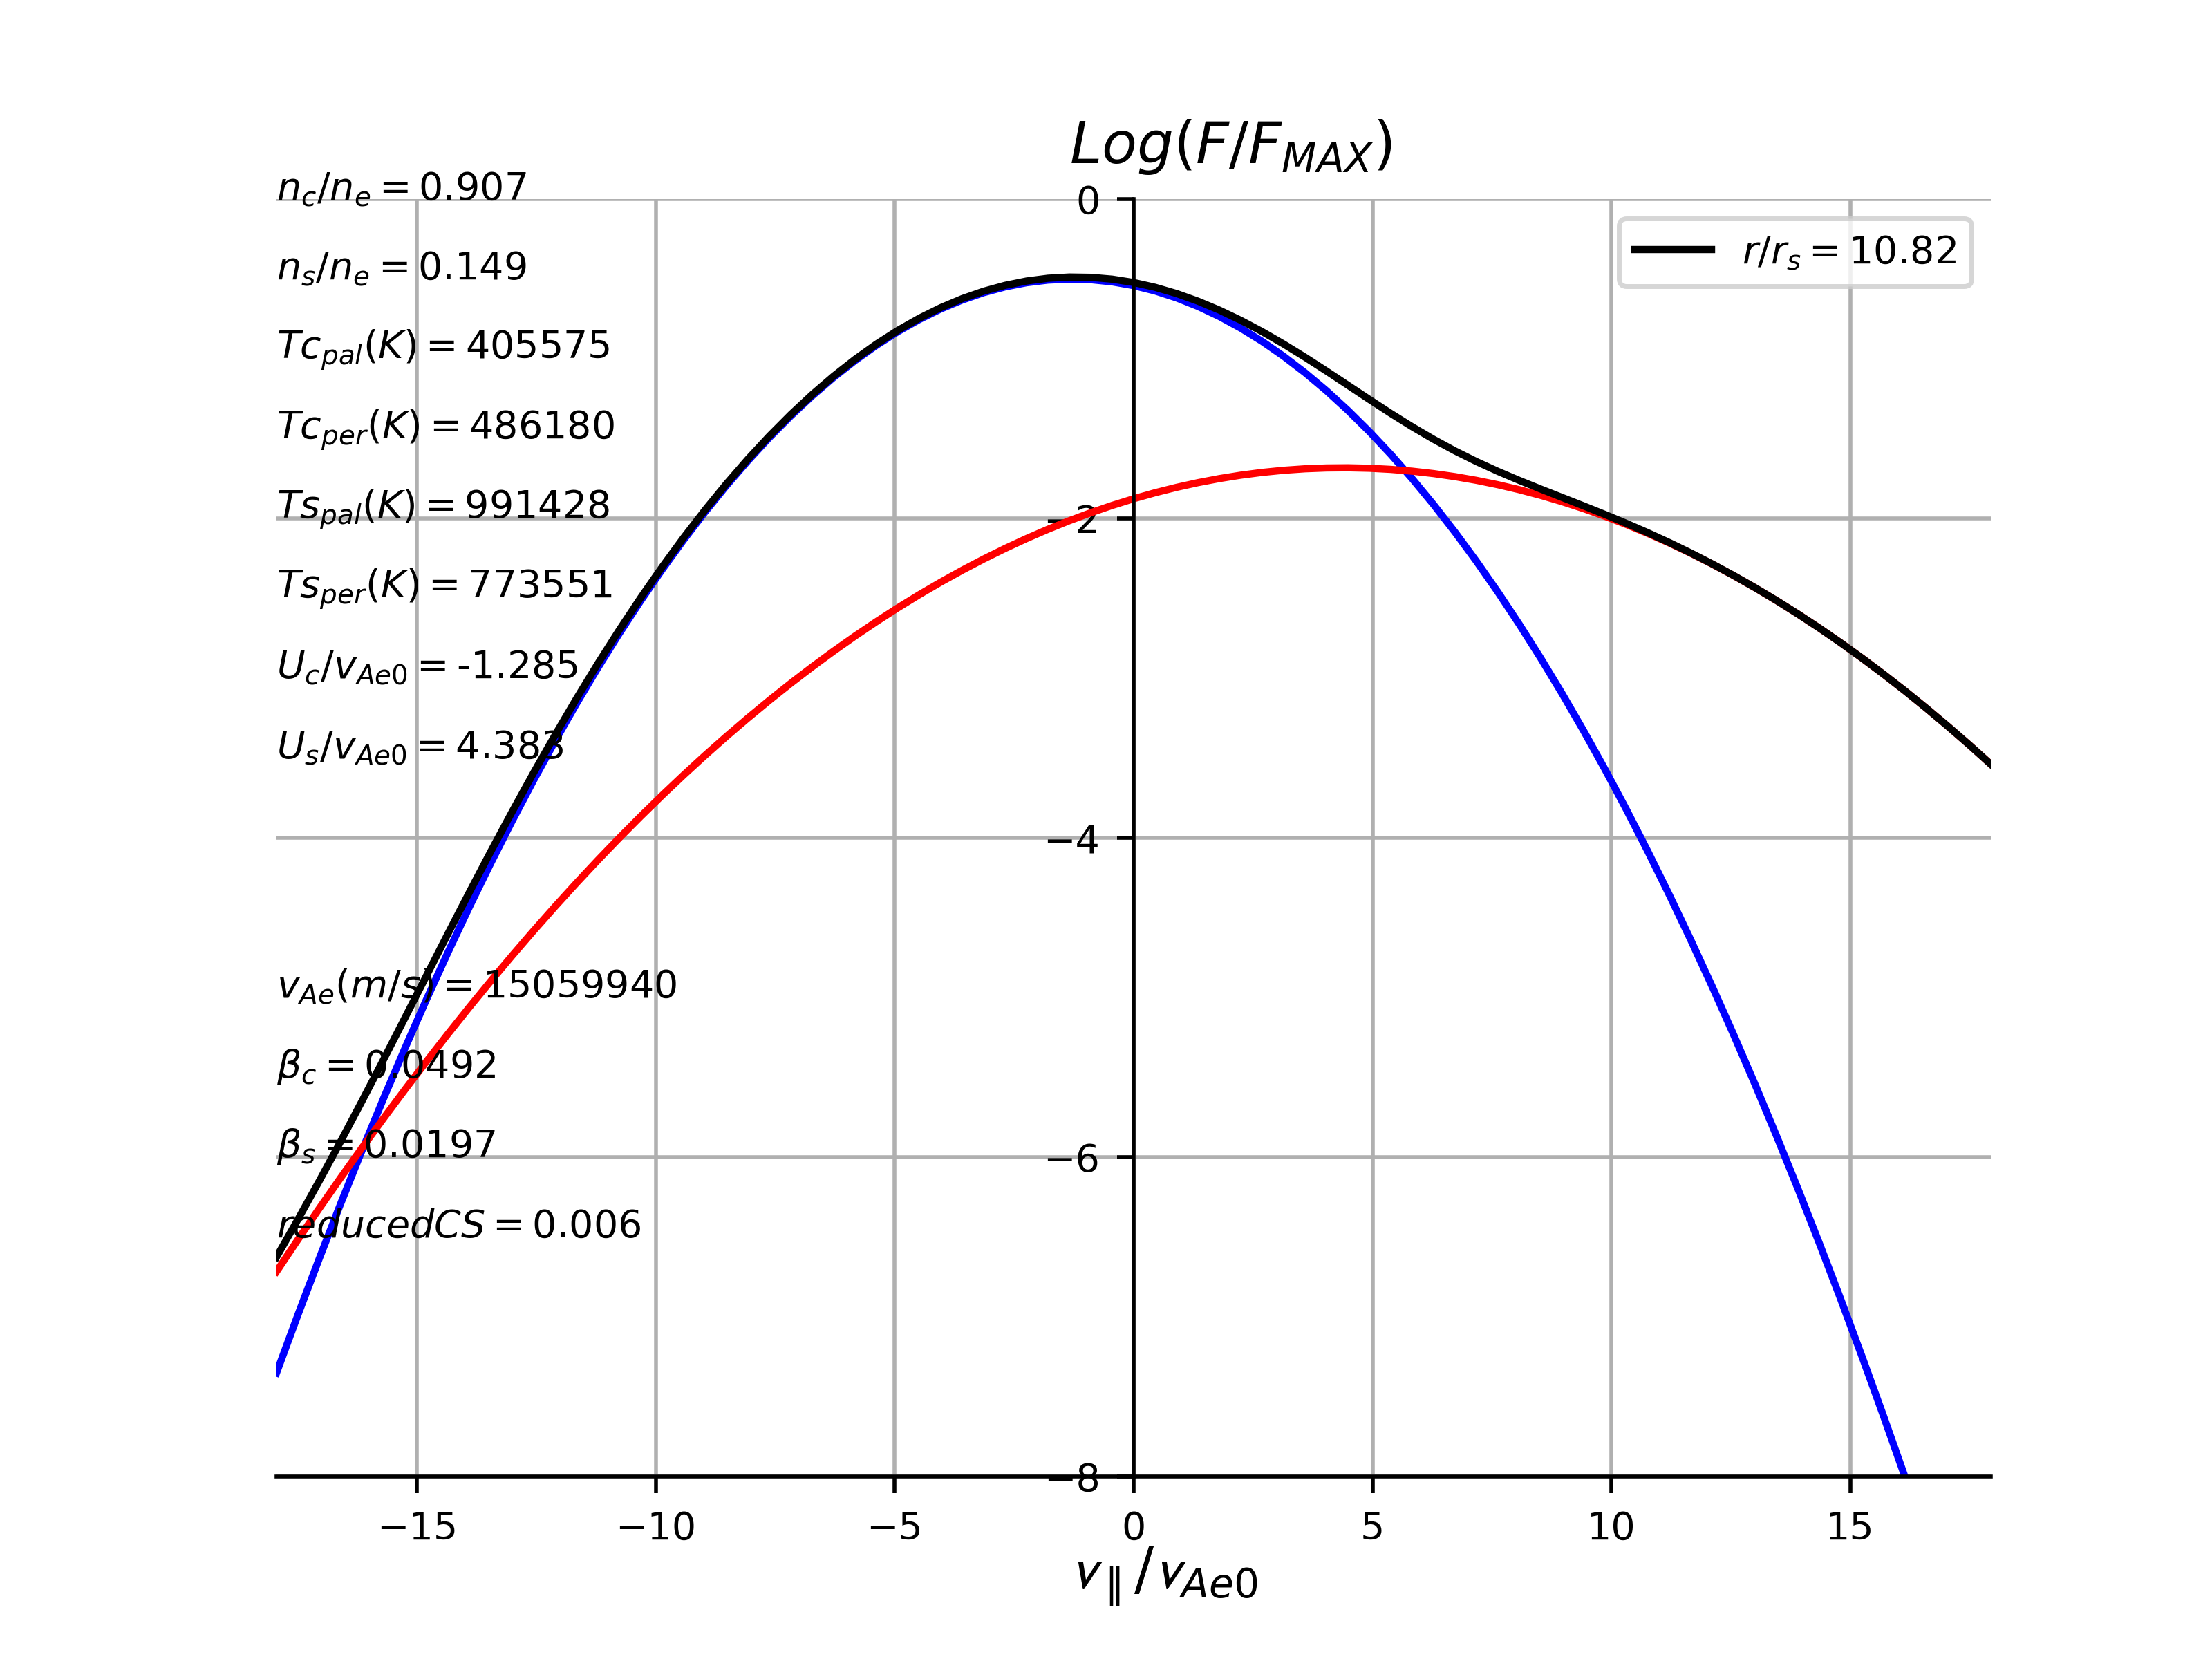 Log(F/F_MAX)
n_c/n_e = 0.907
0
r/r_s = 10.82
n_s/n_e = 0.149
Tc_pal(K) = 405575
Tc_per(K) = 486180
Ts_pal(K) = 991428
−2
Ts_per(K) = 773551
U_c/v_Ae0 = -1.285
U_s/v_Ae0 = 4.383
−4
v_Ae(m/s) = 15059940
β_c = 0.0492
β_s = 0.0197
−6
reducedCS = 0.006
−8
−15 −10 −5 0 5 10 15
v_∥/v_Ae0